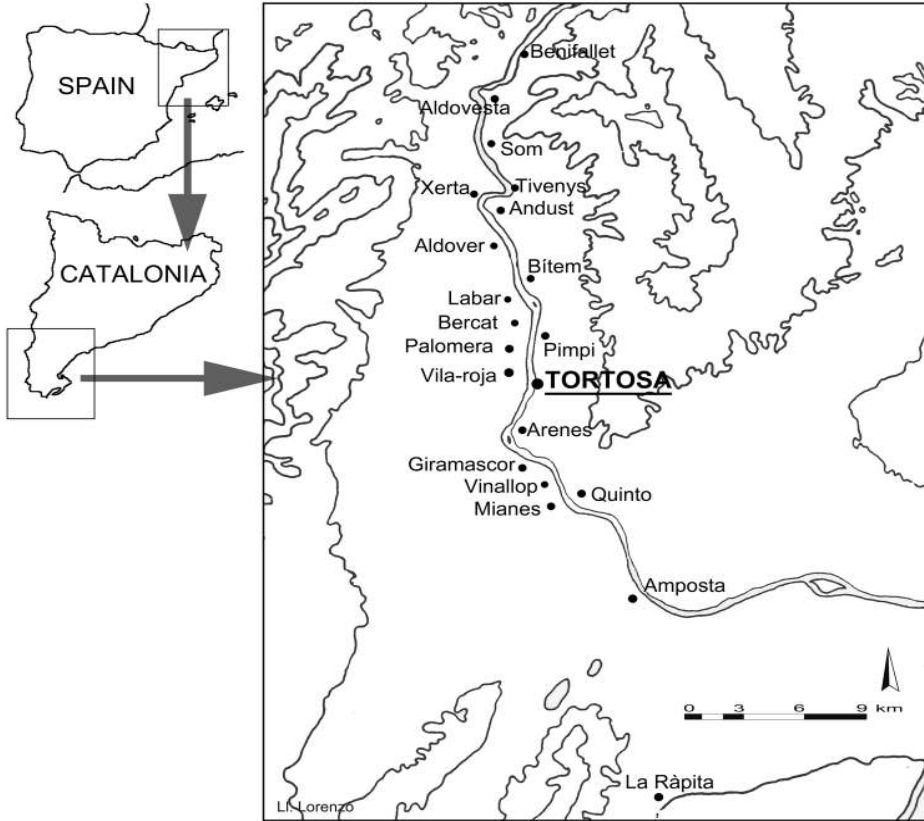 SPAIN
CATALONIA
Benifallet
Aldovesta
Som
Xerta
Tivenys
Andust
Aldover
Bítem
Labar
Bercat
Palomera
Pimpi
Vila-roja
TORTOSA
Arenes
Giramascor
Vinallop
Quinto
Mianes
Amposta
0 3 6 9 km
La Ràpita
Ll. Lorenzo